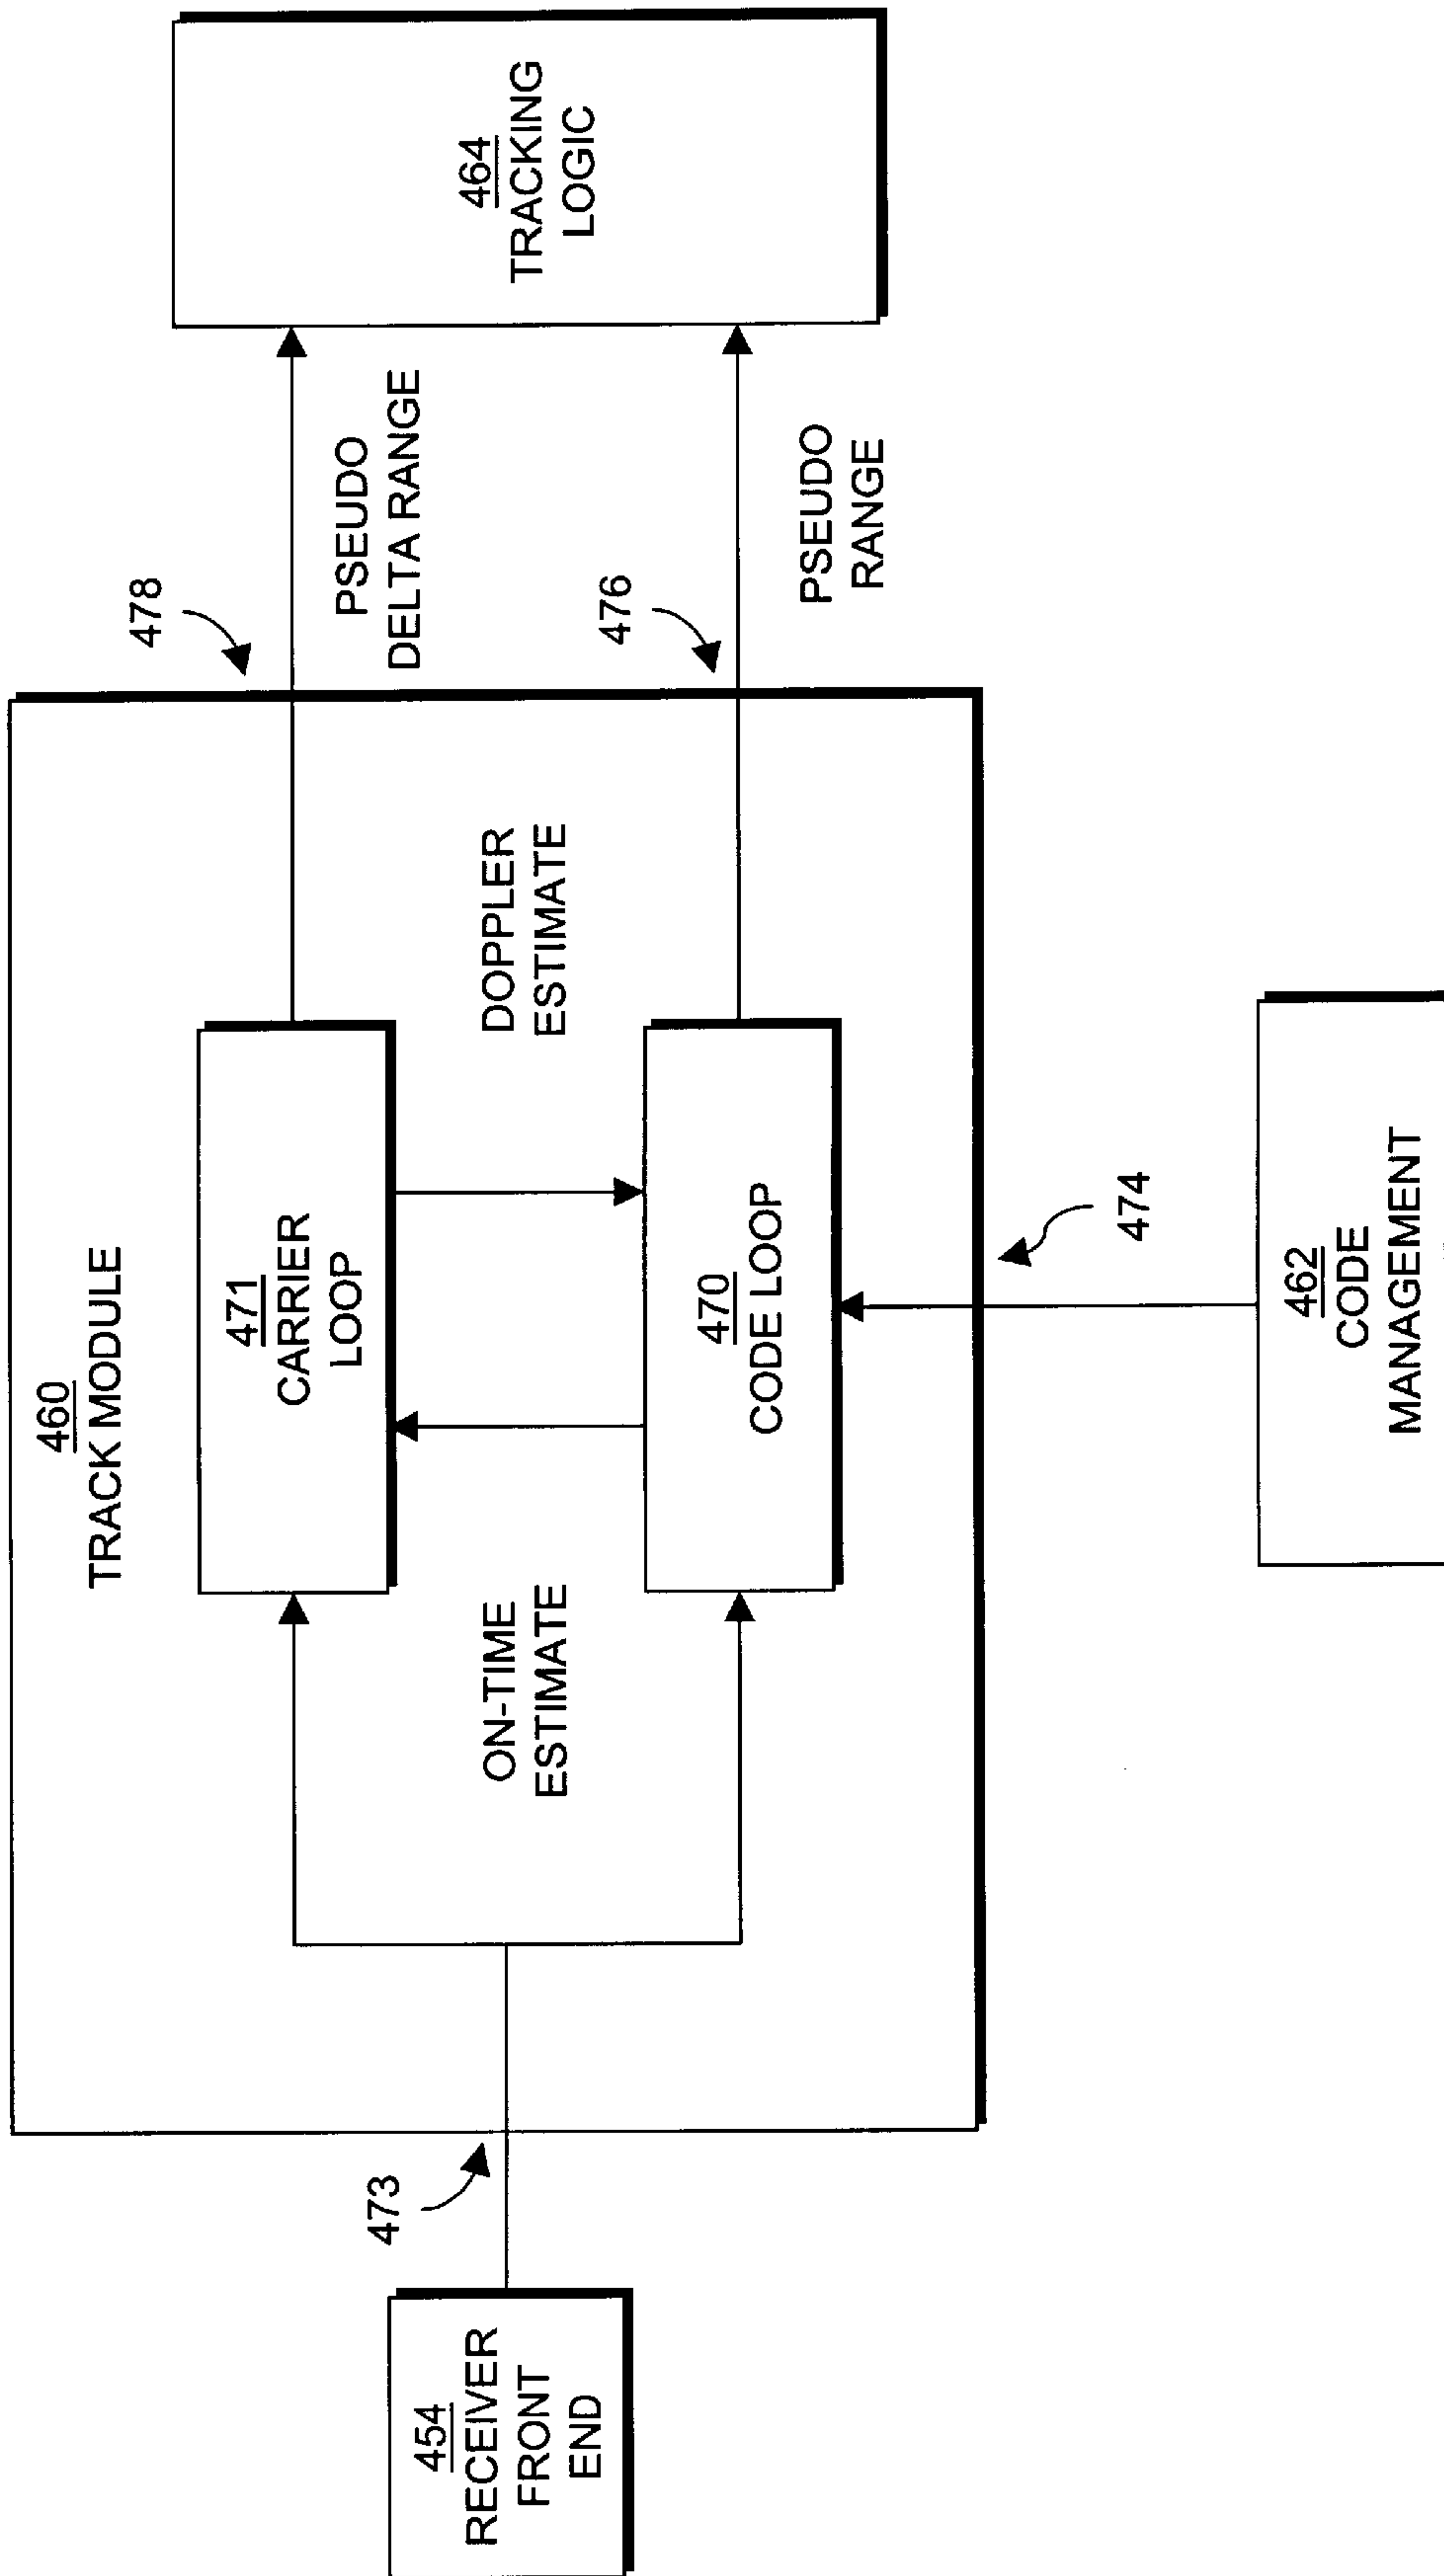 460
TRACK MODULE
454
RECEIVER
FRONT
END
473
471
CARRIER
LOOP
ON-TIME
ESTIMATE
DOPPLER
ESTIMATE
470
CODE LOOP
478
PSEUDO
DELTA RANGE
476
PSEUDO
RANGE
464
TRACKING
LOGIC
474
462
CODE
MANAGEMENT